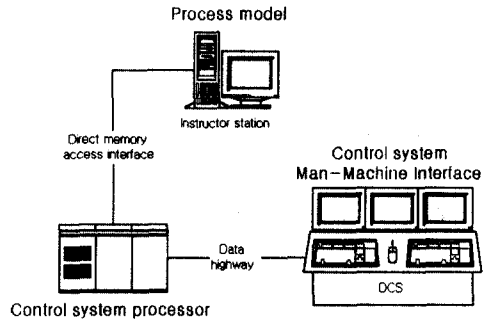 Process model
Instructor station
Direct memory
access interface
Control system
Man-Machine Interface
Data
highway
DCS
Control system processor